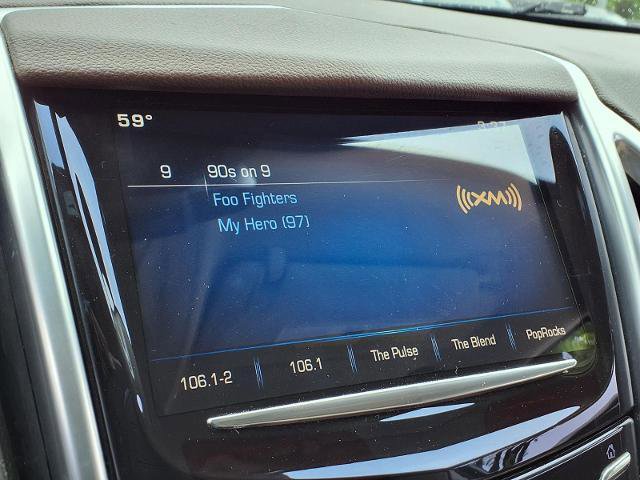 59°
9 90s on 9
Foo Fighters
My Hero (97)
((XM))
106.1-2 106.1 The Pulse The Blend PopRocks